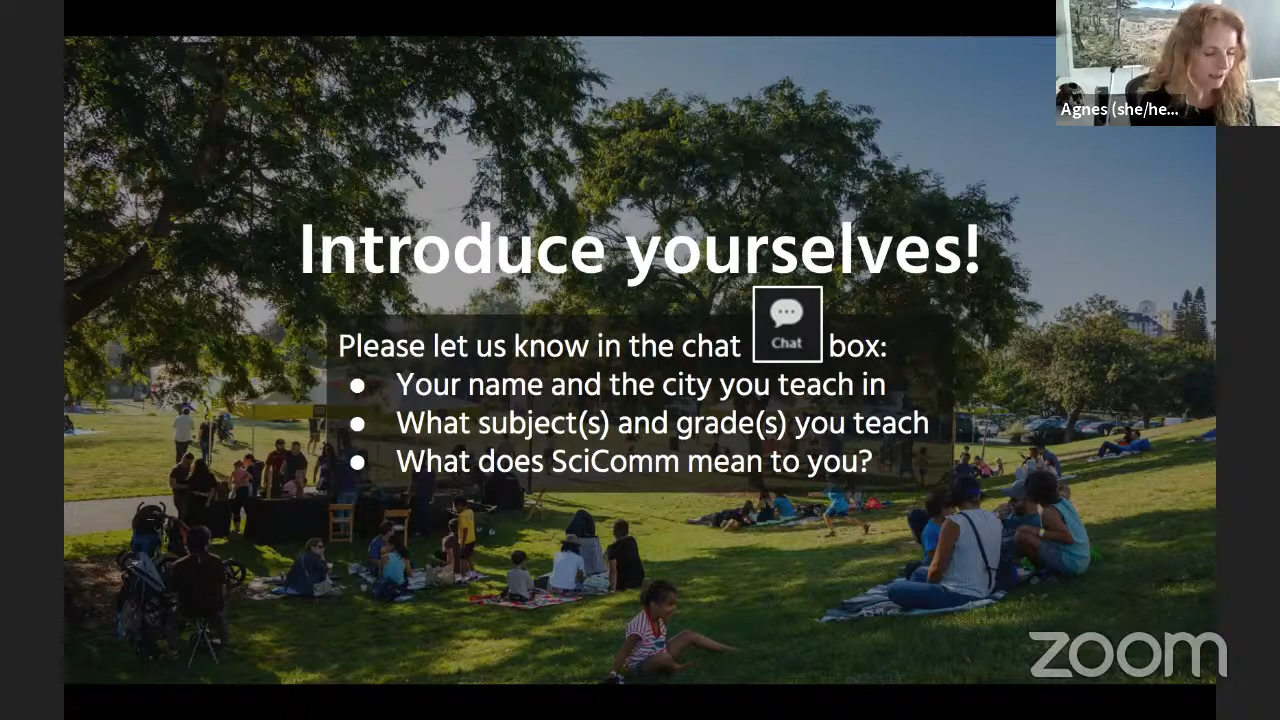 Agnes (she/he...
Introduce yourselves!
Please let us know in the chat Chat box:
● Your name and the city you teach in
● What subject(s) and grade(s) you teach
● What does SciComm mean to you?
zoom